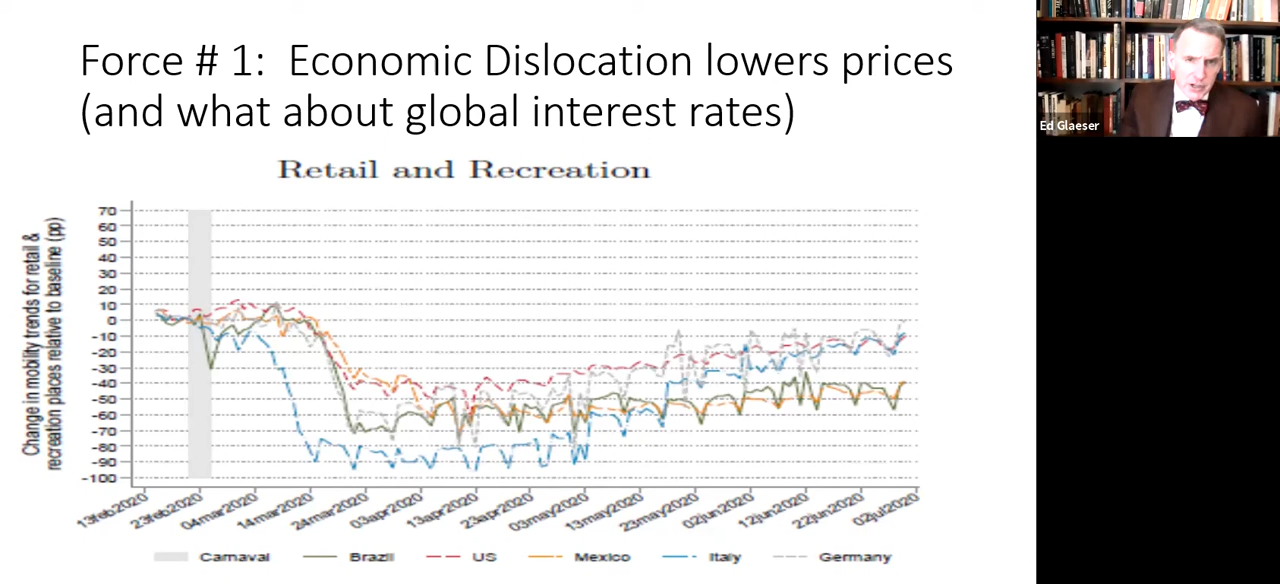 Force # 1: Economic Dislocation lowers prices
(and what about global interest rates)
Ed Glaeser
Retail and Recreation
Change in mobility trends for retail &
recreation places relative to baseline (pp)
70
60
50
40
30
20
10
0
-10
-20
-30
-40
-50
-60
-70
-80
-90
-100
13feb2020
23feb2020
04mar2020
14mar2020
24mar2020
03apr2020
13apr2020
23apr2020
03may2020
13may2020
23may2020
02jun2020
12jun2020
22jun2020
02jul2020
Carnaval Brazil US Mexico Italy Germany